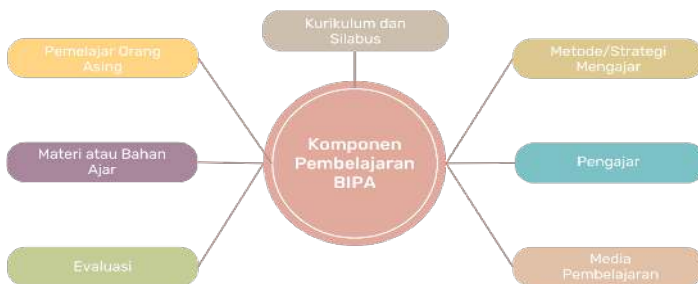 Kurikulum dan
Silabus
Pemelajar Orang
Asing
Metode/Strategi
Mengajar
Komponen
Pembelajaran
BIPA
Materi atau Bahan
Ajar
Pengajar
Evaluasi
Media
Pembelajaran